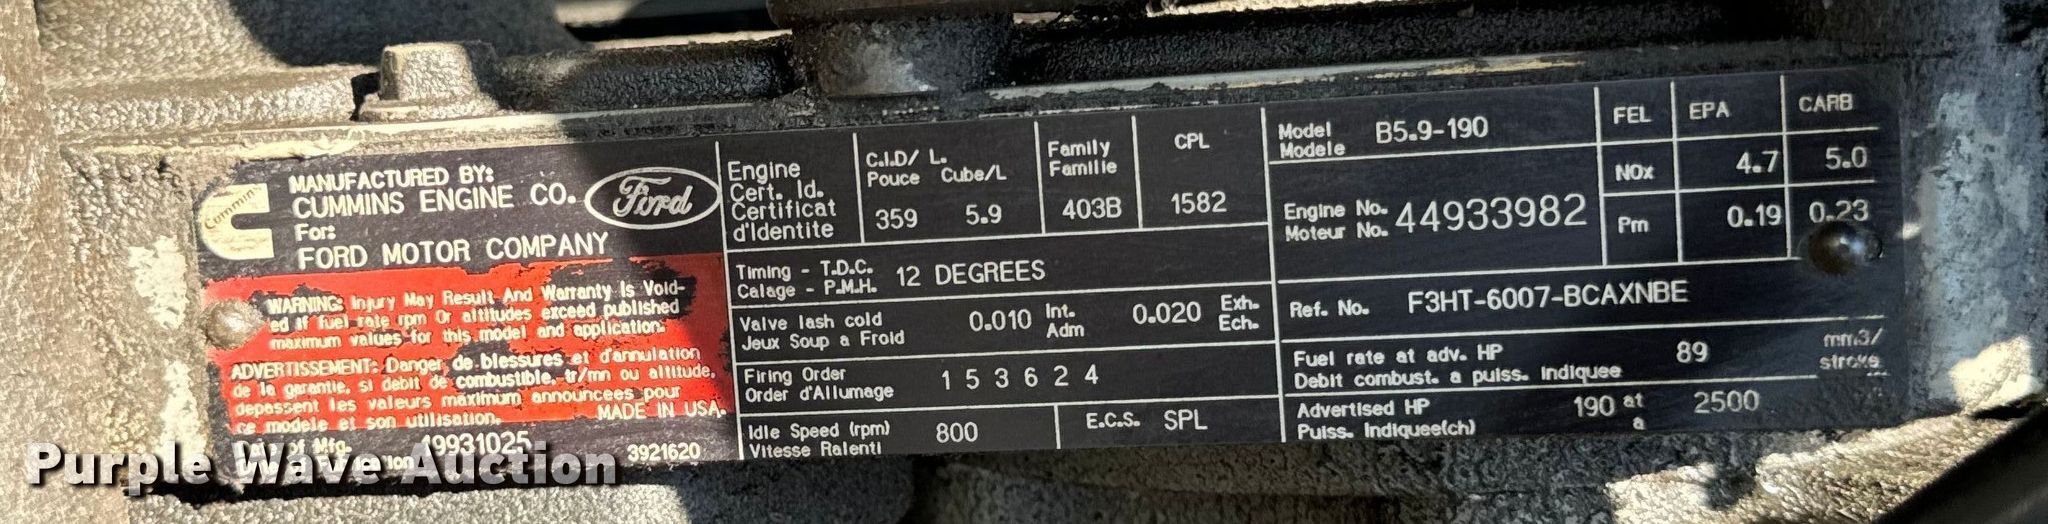 Cummins
MANUFACTURED BY:
CUMMINS ENGINE CO.
For:
FORD MOTOR COMPANY
Ford
WARNING: Injury May Result And Warranty Is Void-
ed if fuel rate rpm Or altitudes exceed published
maximum values for this model and application.
ADVERTISSEMENT: Danger de blessures et d'annulation
de la garantie, si debit de combustible, tr/mn ou altitude,
depassent les valeurs maximum announcees pour
ce modele et son utilisation.
MADE IN USA.
Date of Mfg.
19931025
3921620
Engine
Cert. Id.
Certificat
d'Identite
C.I.D/ L.
Pouce Cube/L
359 5.9
Family
Familie
403B
CPL
1582
Timing - T.D.C.
Calage - P.M.H.
12 DEGREES
Valve lash cold
Jeux Soup a Froid
0.010 Int. Adm
0.020 Exh. Ech.
Firing Order
Order d'Allumage
1 5 3 6 2 4
Idle Speed (rpm)
Vitesse Ralenti
800
E.C.S. SPL
Model
Modele
B5.9-190
Engine No.
Moteur No.
44933982
FEL EPA CARB
NOx 4.7 5.0
Pm 0.19 0.23
Ref. No. F3HT-6007-BCAXNBE
Fuel rate at adv. HP
Debit combust. a puiss. indiquee
89
mm3/
stroke
Advertised HP
Puiss. Indiquee(ch)
190 at a 2500
Purple Wave Auction